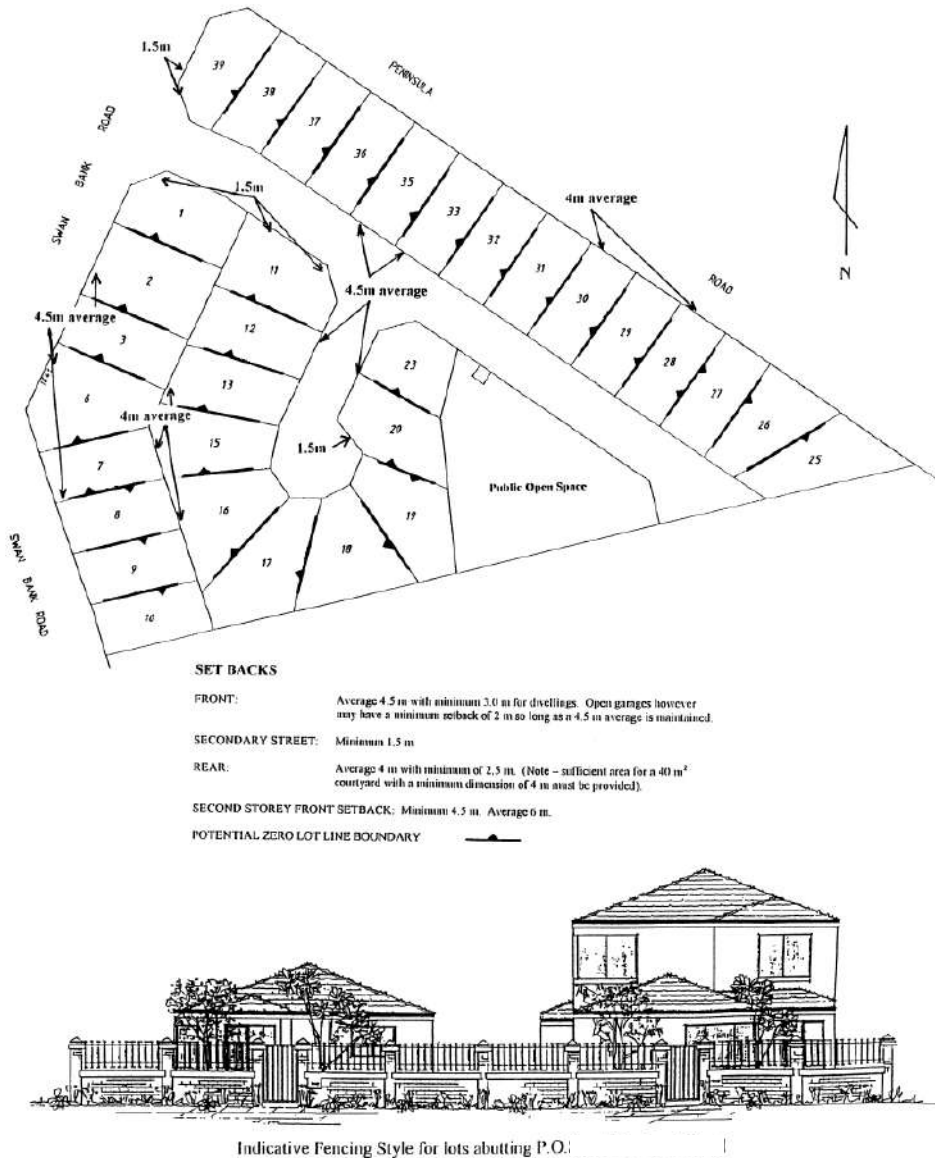 1.5m
39
38
37
36
35
33
32
31
30
29
28
27
26
25
PENINSULA
ROAD
4m average
SWAN BANK ROAD
1.5m
1
2
3
6
7
8
9
10
11
12
13
15
16
17
18
19
20
23
4.5m average
4.5m average
4m average
1.5m
Public Open Space
SWAN BANK ROAD
N
SET BACKS
FRONT: Average 4.5 m with minimum 3.0 m for dwellings. Open garages however
may have a minimum setback of 2 m so long as a 4.5 m average is maintained.
SECONDARY STREET: Minimum 1.5 m
REAR: Average 4 m with minimum of 2.5 m. (Note – sufficient area for a 40 m²
courtyard with a minimum dimension of 4 m must be provided).
SECOND STOREY FRONT SETBACK: Minimum 4.5 m. Average 6 m.
POTENTIAL ZERO LOT LINE BOUNDARY
Indicative Fencing Style for lots abutting P.O.